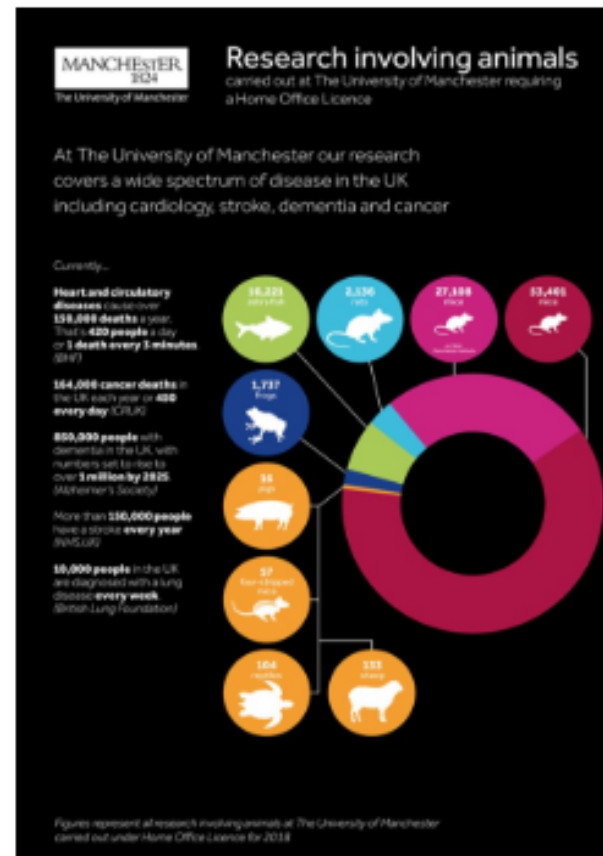 MANCHESTER
1824
The University of Manchester
Research involving animals
carried out at The University of Manchester requiring
a Home Office Licence
At The University of Manchester our research
covers a wide spectrum of disease in the UK
including cardiology, stroke, dementia and cancer
Currently...
Heart and circulatory
diseases cause over
150,000 deaths a year.
That's 420 people a day
or 1 death every 3 minutes
(BHF)
164,000 cancer deaths in
the UK each year or 450
every day (CRUK)
850,000 people with
dementia in the UK, with
numbers set to rise to
over 1 million by 2025
(Alzheimer's Society)
More than 150,000 people
have a stroke every year
(NHS.UK)
10,000 people in the UK
are diagnosed with a lung
disease every week
(British Lung Foundation)
zebrafish
2,136
rats
mice
mice
1,737
frogs
pigs
mice
104
reptiles
133
sheep
Figures represent all research involving animals at The University of Manchester
carried out under Home Office Licence for 2018